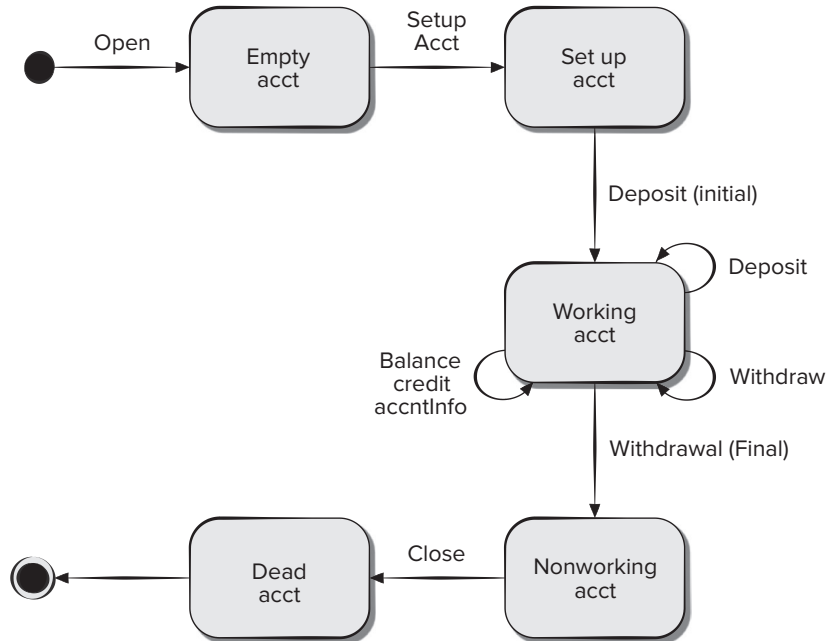 Open
Empty
acct
Setup
Acct
Set up
acct
Deposit (initial)
Deposit
Working
acct
Balance
credit
accntInfo
Withdraw
Withdrawal (Final)
Dead
acct
Close
Nonworking
acct